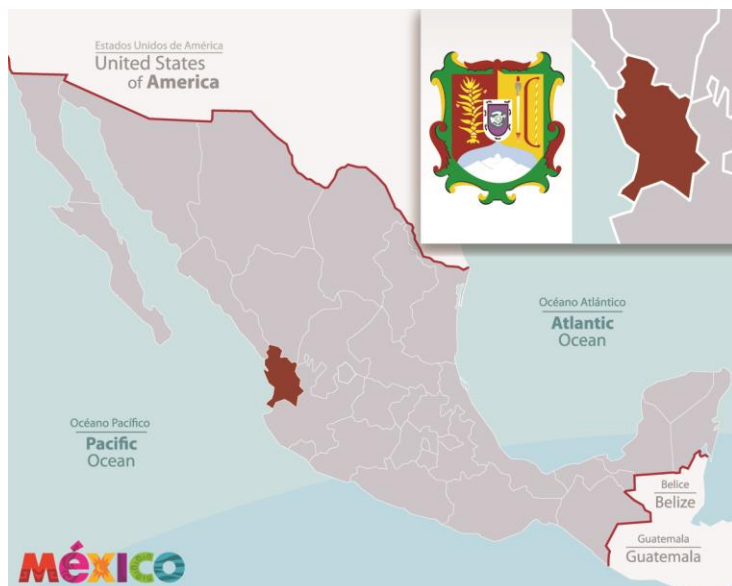 Estados Unidos de América
United States
of America
Océano Atlántico
Atlantic
Ocean
Océano Pacífico
Pacific
Ocean
Belice
Belize
Guatemala
Guatemala
México